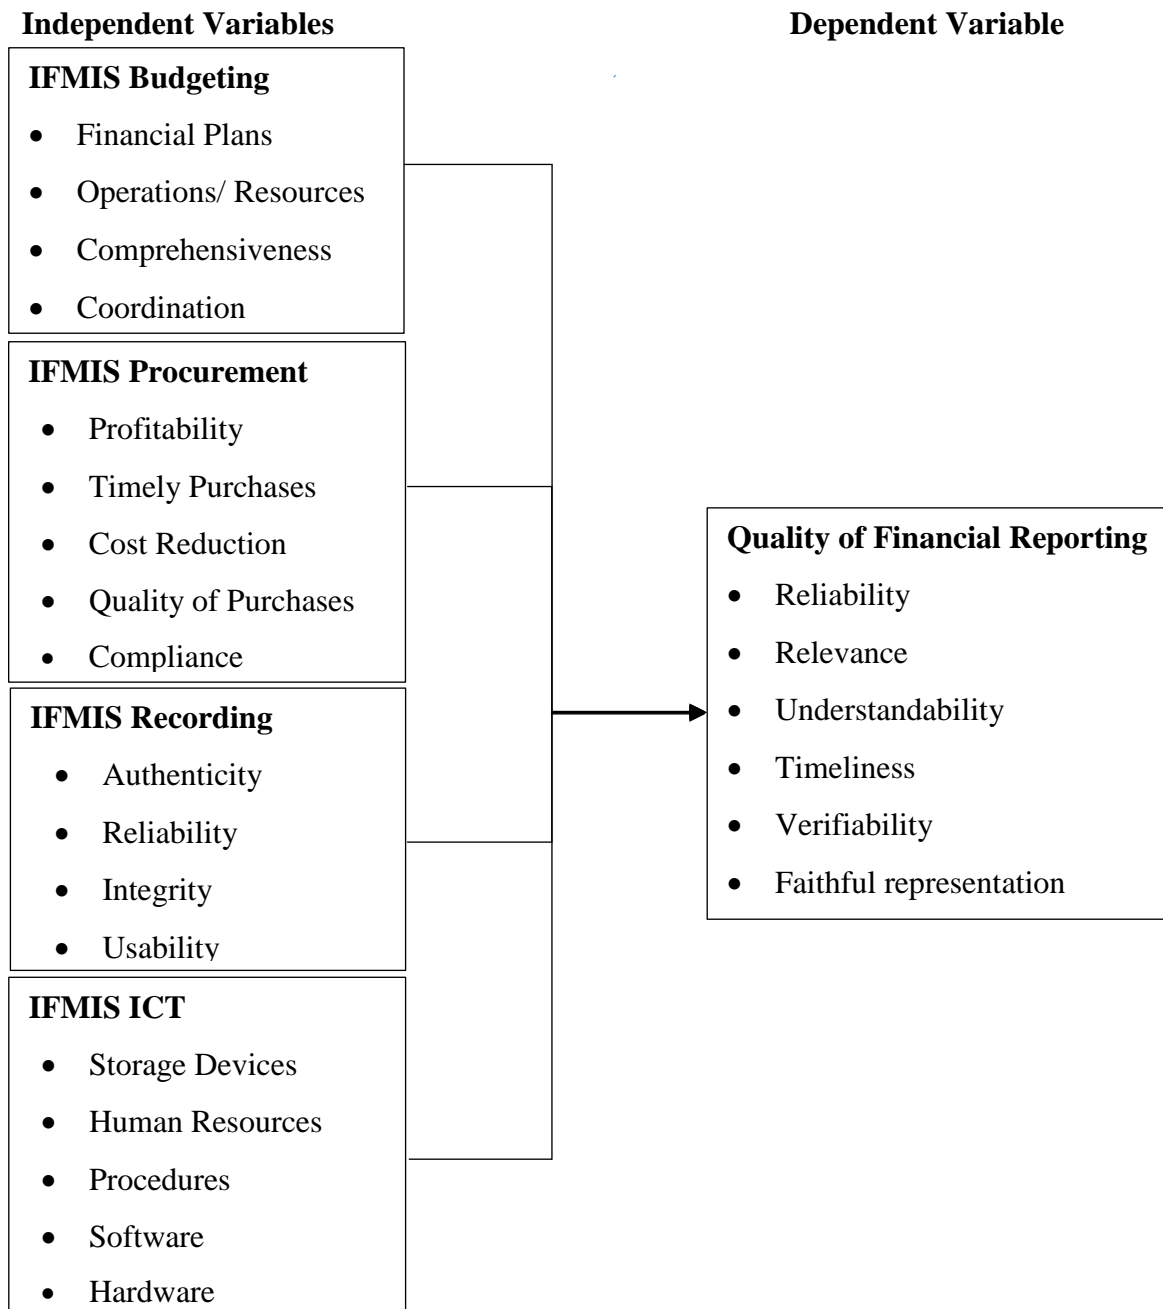 Independent Variables
Dependent Variable
IFMIS Budgeting
• Financial Plans
• Operations/ Resources
• Comprehensiveness
• Coordination
IFMIS Procurement
• Profitability
• Timely Purchases
• Cost Reduction
• Quality of Purchases
• Compliance
IFMIS Recording
• Authenticity
• Reliability
• Integrity
• Usability
IFMIS ICT
• Storage Devices
• Human Resources
• Procedures
• Software
• Hardware
Quality of Financial Reporting
• Reliability
• Relevance
• Understandability
• Timeliness
• Verifiability
• Faithful representation